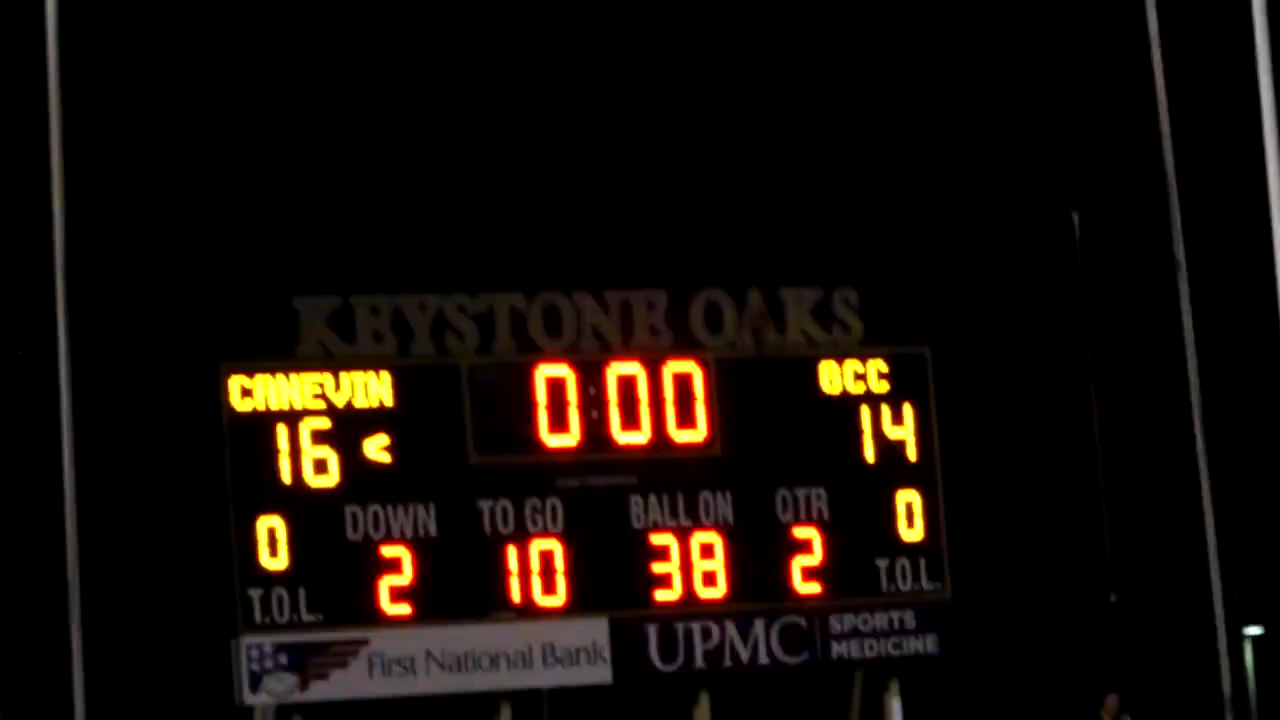 KEYSTONE OAKS
CANEVIN 0:00 OCC
16 < 14
DOWN TO GO BALL ON QTR
0 2 10 38 2 0
T.O.L. T.O.L.
First National Bank UPMC SPORTS MEDICINE